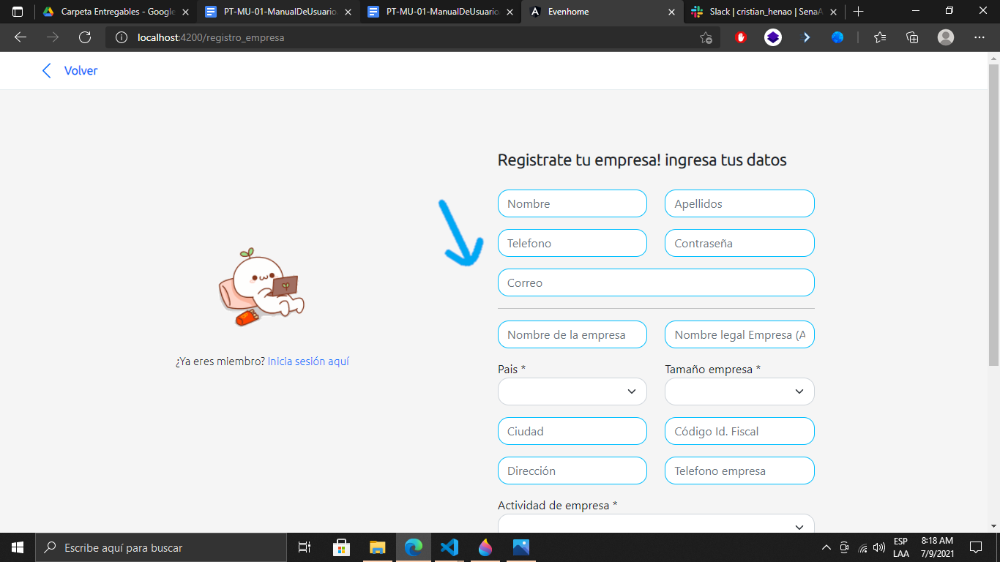 Carpeta Entregables - Google
PT-MU-01-ManualDeUsuario.
PT-MU-01-ManualDeUsuario.
Evenhome
Slack | cristian_henao | SenaA
localhost:4200/registro_empresa
Volver
Registrate tu empresa! ingresa tus datos
Nombre
Apellidos
Telefono
Contraseña
Correo
Nombre de la empresa
Nombre legal Empresa (A
Pais *
Tamaño empresa *
Ciudad
Código Id. Fiscal
Dirección
Telefono empresa
Actividad de empresa *
¿Ya eres miembro? Inicia sesión aquí
Escribe aquí para buscar
ESP
LAA
8:18 AM
7/9/2021